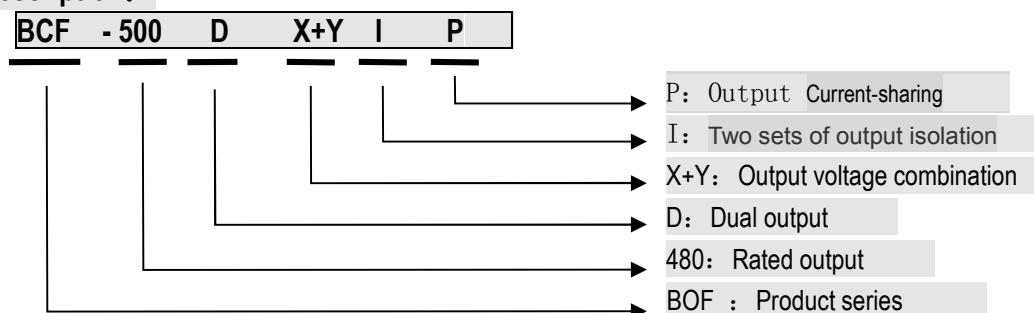 BCF - 500 D X+Y I P
P：Output Current-sharing
I：Two sets of output isolation
X+Y：Output voltage combination
D：Dual output
480：Rated output
BOF ：Product series